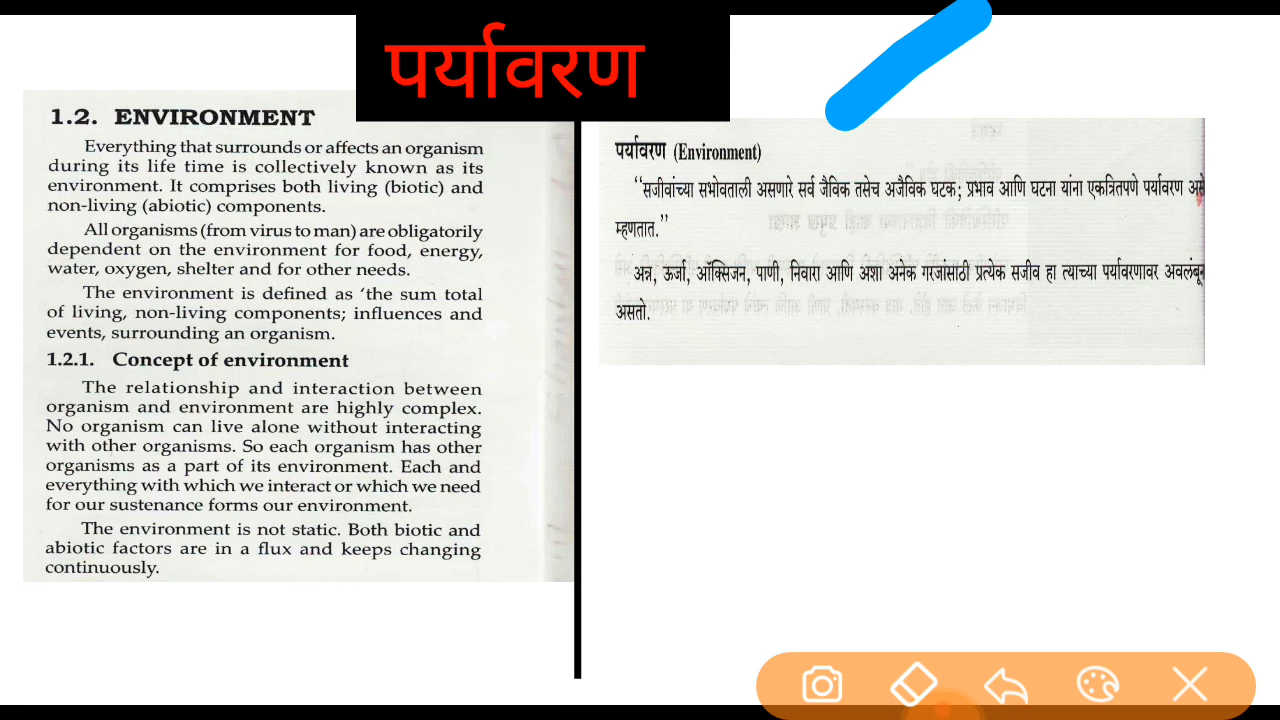 पर्यावरण
1.2. ENVIRONMENT
Everything that surrounds or affects an organism
during its life time is collectively known as its
environment. It comprises both living (biotic) and
non-living (abiotic) components.
All organisms (from virus to man) are obligatorily
dependent on the environment for food, energy,
water, oxygen, shelter and for other needs.
The environment is defined as ‘the sum total
of living, non-living components; influences and
events, surrounding an organism.
1.2.1. Concept of environment
The relationship and interaction between
organism and environment are highly complex.
No organism can live alone without interacting
with other organisms. So each organism has other
organisms as a part of its environment. Each and
everything with which we interact or which we need
for our sustenance forms our environment.
The environment is not static. Both biotic and
abiotic factors are in a flux and keeps changing
continuously.
पर्यावरण (Environment)
“सजीवांच्या सभोवताली असणारे सर्व जैविक तसेच अजैविक घटक; प्रभाव आणि घटना यांना एकत्रितपणे पर्यावरण असे
म्हणतात.”
अन्न, ऊर्जा, ऑक्सिजन, पाणी, निवारा आणि अशा अनेक गरजांसाठी प्रत्येक सजीव हा त्याच्या पर्यावरणावर अवलंबून
असतो.